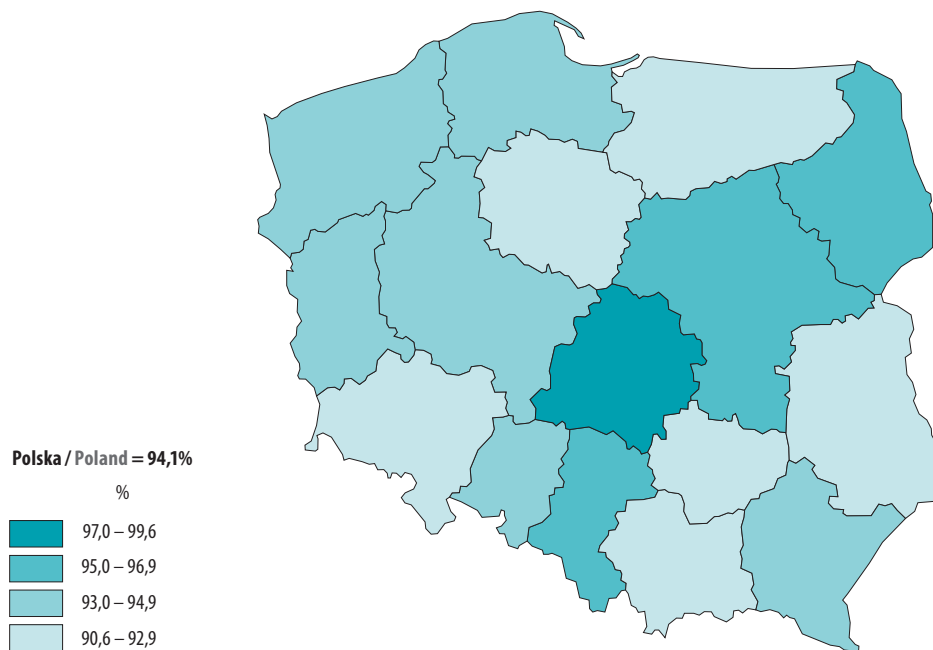 Polska / Poland = 94,1%
%
97,0 – 99,6
95,0 – 96,9
93,0 – 94,9
90,6 – 92,9